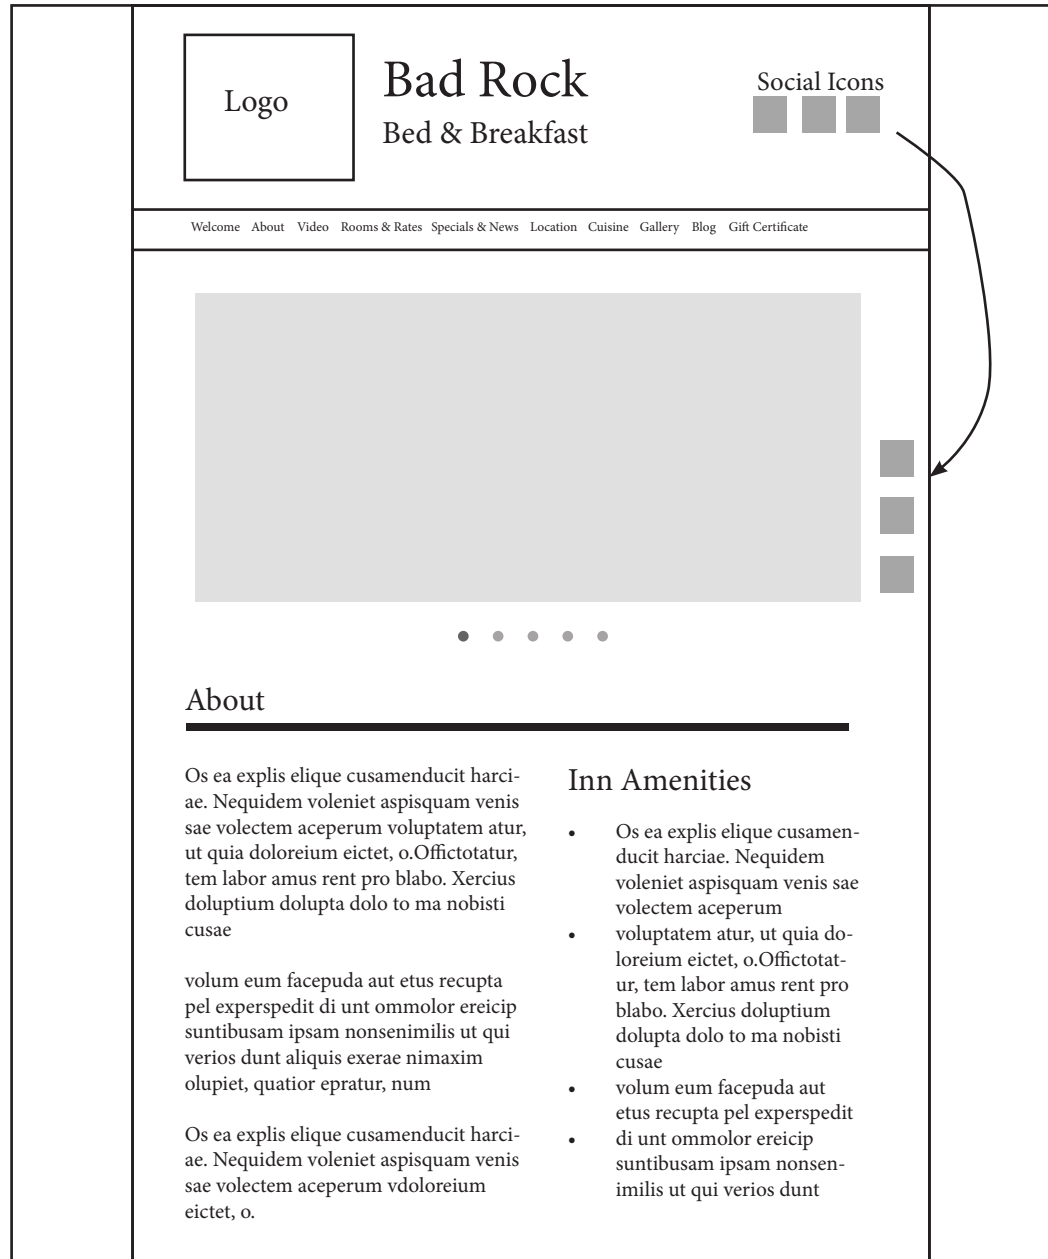 Logo
Bad Rock
Bed & Breakfast
Social Icons
Welcome About Video Rooms & Rates Specials & News Location Cuisine Gallery Blog Gift Certificate
About
Os ea explis elique cusamenducit harci-
ae. Nequidem voleniet aspisquam venis
sae volectem aceperum voluptatem atur,
ut quia doloreium eictet, o.Offictotatur,
tem labor amus rent pro blabo. Xercius
doluptium dolupta dolo to ma nobisti
cusae
volum eum facepuda aut etus recupta
pel experspedit di unt ommolor ereicip
suntibusam ipsam nonsenimilis ut qui
verios dunt aliquis exerae nimaxim
olupiet, quatior epratur, num
Os ea explis elique cusamenducit harci-
ae. Nequidem voleniet aspisquam venis
sae volectem aceperum vdoloreium
eictet, o.
Inn Amenities
• Os ea explis elique cusamen-
ducit harciae. Nequidem
voleniet aspisquam venis sae
volectem aceperum
• voluptatem atur, ut quia do-
loreium eictet, o.Offictotat-
ur, tem labor amus rent pro
blabo. Xercius doluptium
dolupta dolo to ma nobisti
cusae
• volum eum facepuda aut
etus recupta pel experspedit
• di unt ommolor ereicip
suntibusam ipsam nonsen-
imilis ut qui verios dunt